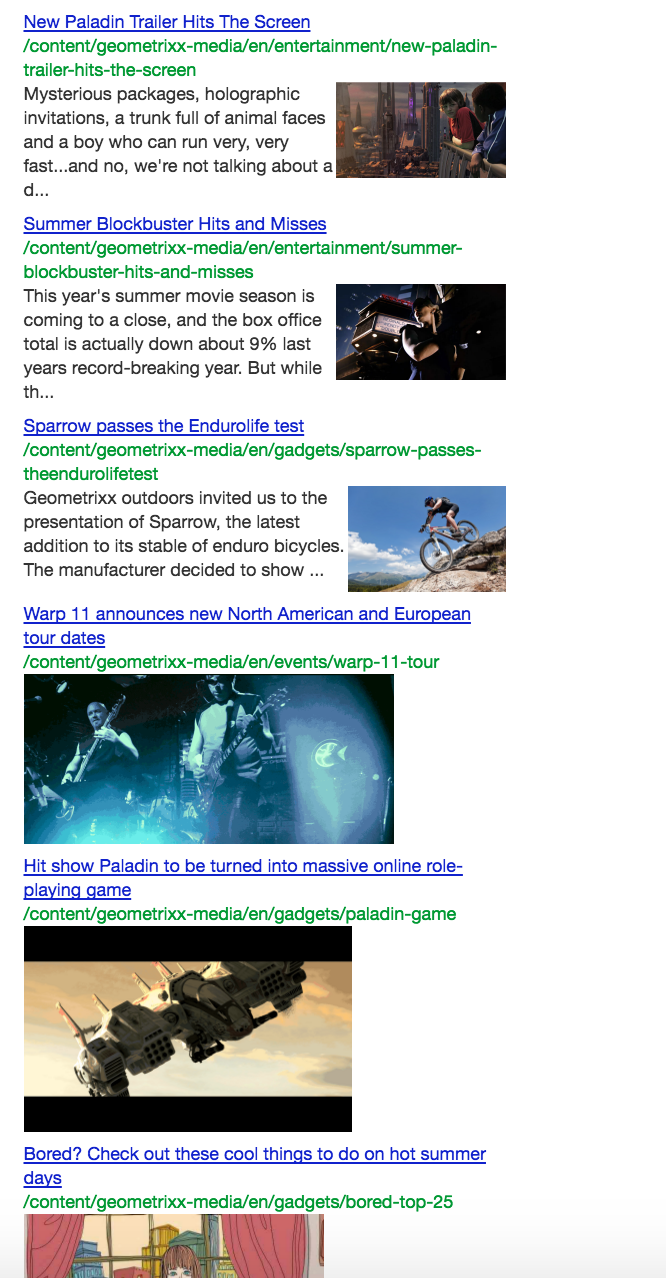 New Paladin Trailer Hits The Screen
/content/geometrixx-media/en/entertainment/new-paladin-
trailer-hits-the-screen
Mysterious packages, holographic
invitations, a trunk full of animal faces
and a boy who can run very, very
fast...and no, we're not talking about a
d...
Summer Blockbuster Hits and Misses
/content/geometrixx-media/en/entertainment/summer-
blockbuster-hits-and-misses
This year's summer movie season is
coming to a close, and the box office
total is actually down about 9% last
years record-breaking year. But while
th...
Sparrow passes the Endurolife test
/content/geometrixx-media/en/gadgets/sparrow-passes-
theendurolifetest
Geometrixx outdoors invited us to the
presentation of Sparrow, the latest
addition to its stable of enduro bicycles.
The manufacturer decided to show ...
Warp 11 announces new North American and European
tour dates
/content/geometrixx-media/en/events/warp-11-tour
Hit show Paladin to be turned into massive online role-
playing game
/content/geometrixx-media/en/gadgets/paladin-game
Bored? Check out these cool things to do on hot summer
days
/content/geometrixx-media/en/gadgets/bored-top-25